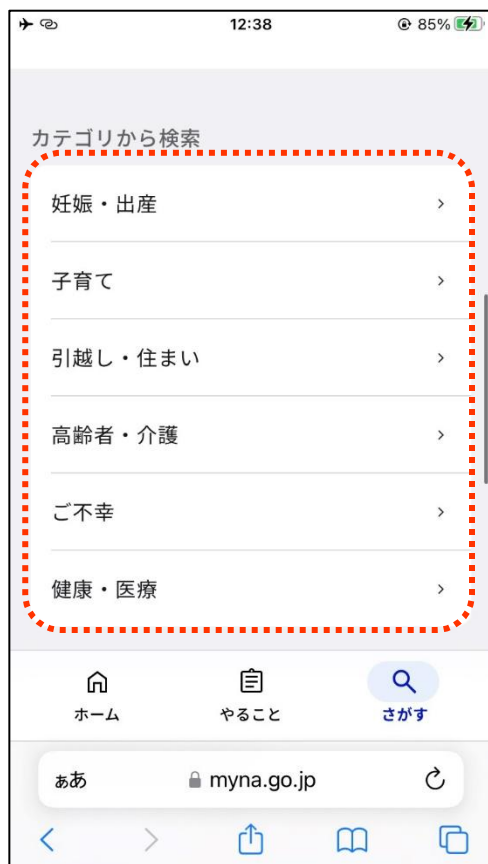 12:38
85%
カテゴリから検索
妊娠・出産
子育て
引越し・住まい
高齢者・介護
ご不幸
健康・医療
ホーム
やること
さがす
ぁあ
myna.go.jp